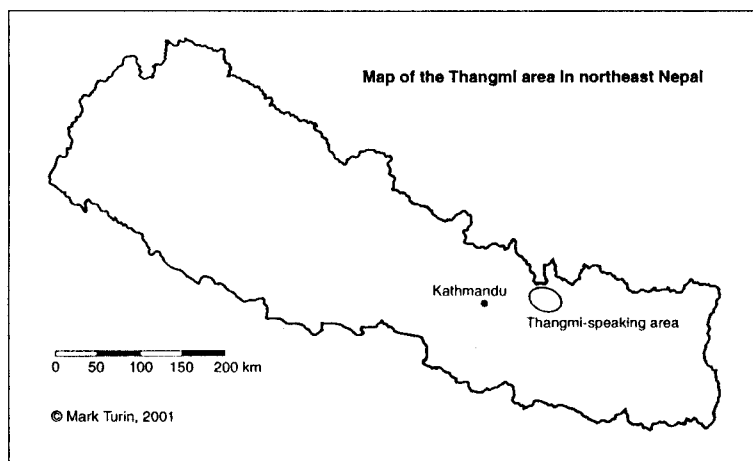 Map of the Thangmi area in northeast Nepal
Kathmandu
Thangmi-speaking area
0 50 100 150 200 km
© Mark Turin, 2001